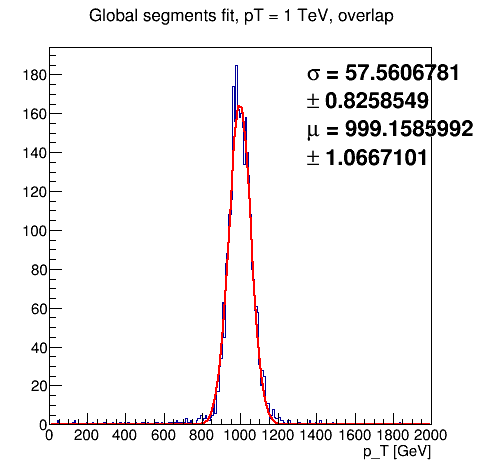 Global segments fit, pT = 1 TeV, overlap
σ = 57.5606781
± 0.8258549
μ = 999.1585992
± 1.0667101
180
160
140
120
100
80
60
40
20
0
0 200 400 600 800 1000 1200 1400 1600 1800 2000
p_T [GeV]